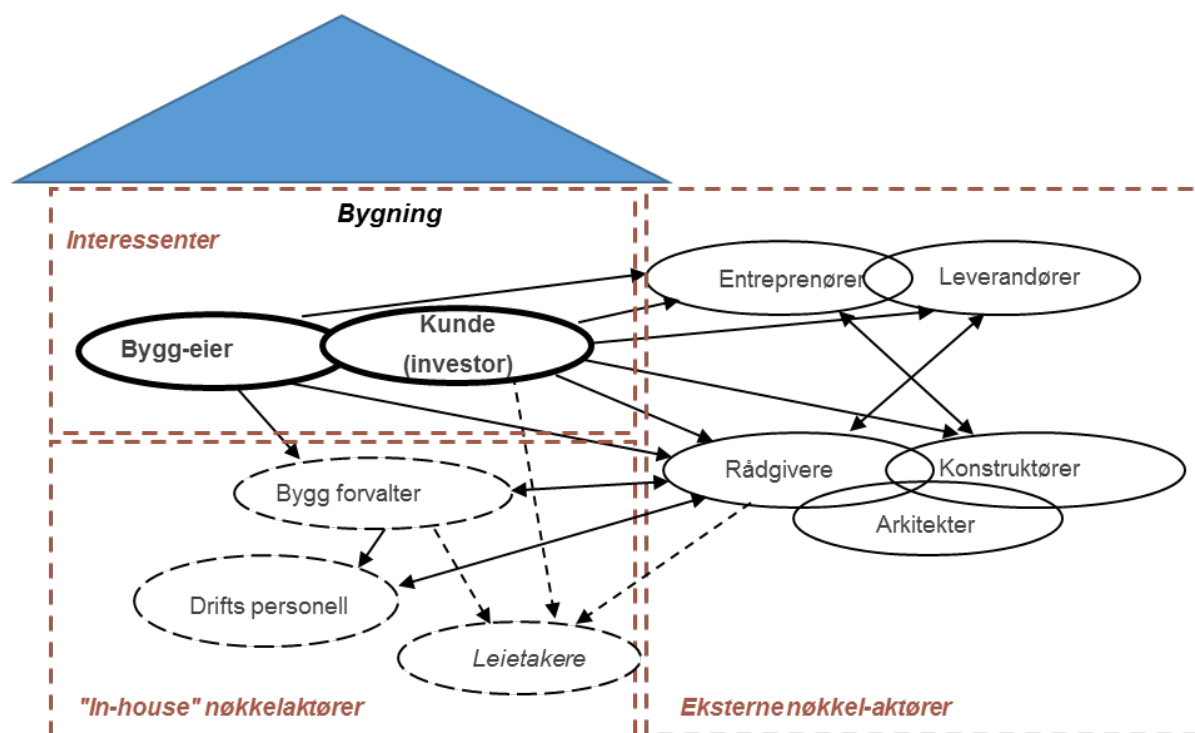 Bygning
Interessenter
Entreprenører
Leverandører
Bygg-eier
Kunde
(investor)
Rådgivere
Konstruktører
Arkitekter
Bygg forvalter
Drifts personell
Leietakere
"In-house" nøkkelaktører
Eksterne nøkkel-aktører